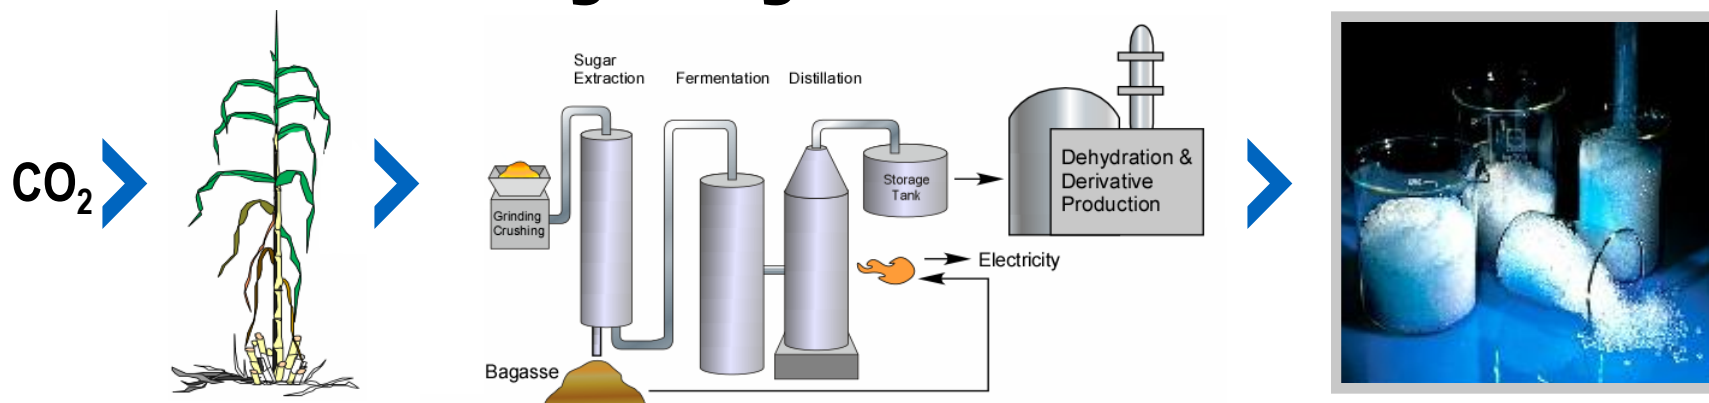 CO₂
Sugar
Extraction
Fermentation
Distillation
Grinding
Crushing
Storage
Tank
Dehydration &
Derivative
Production
Electricity
Bagasse